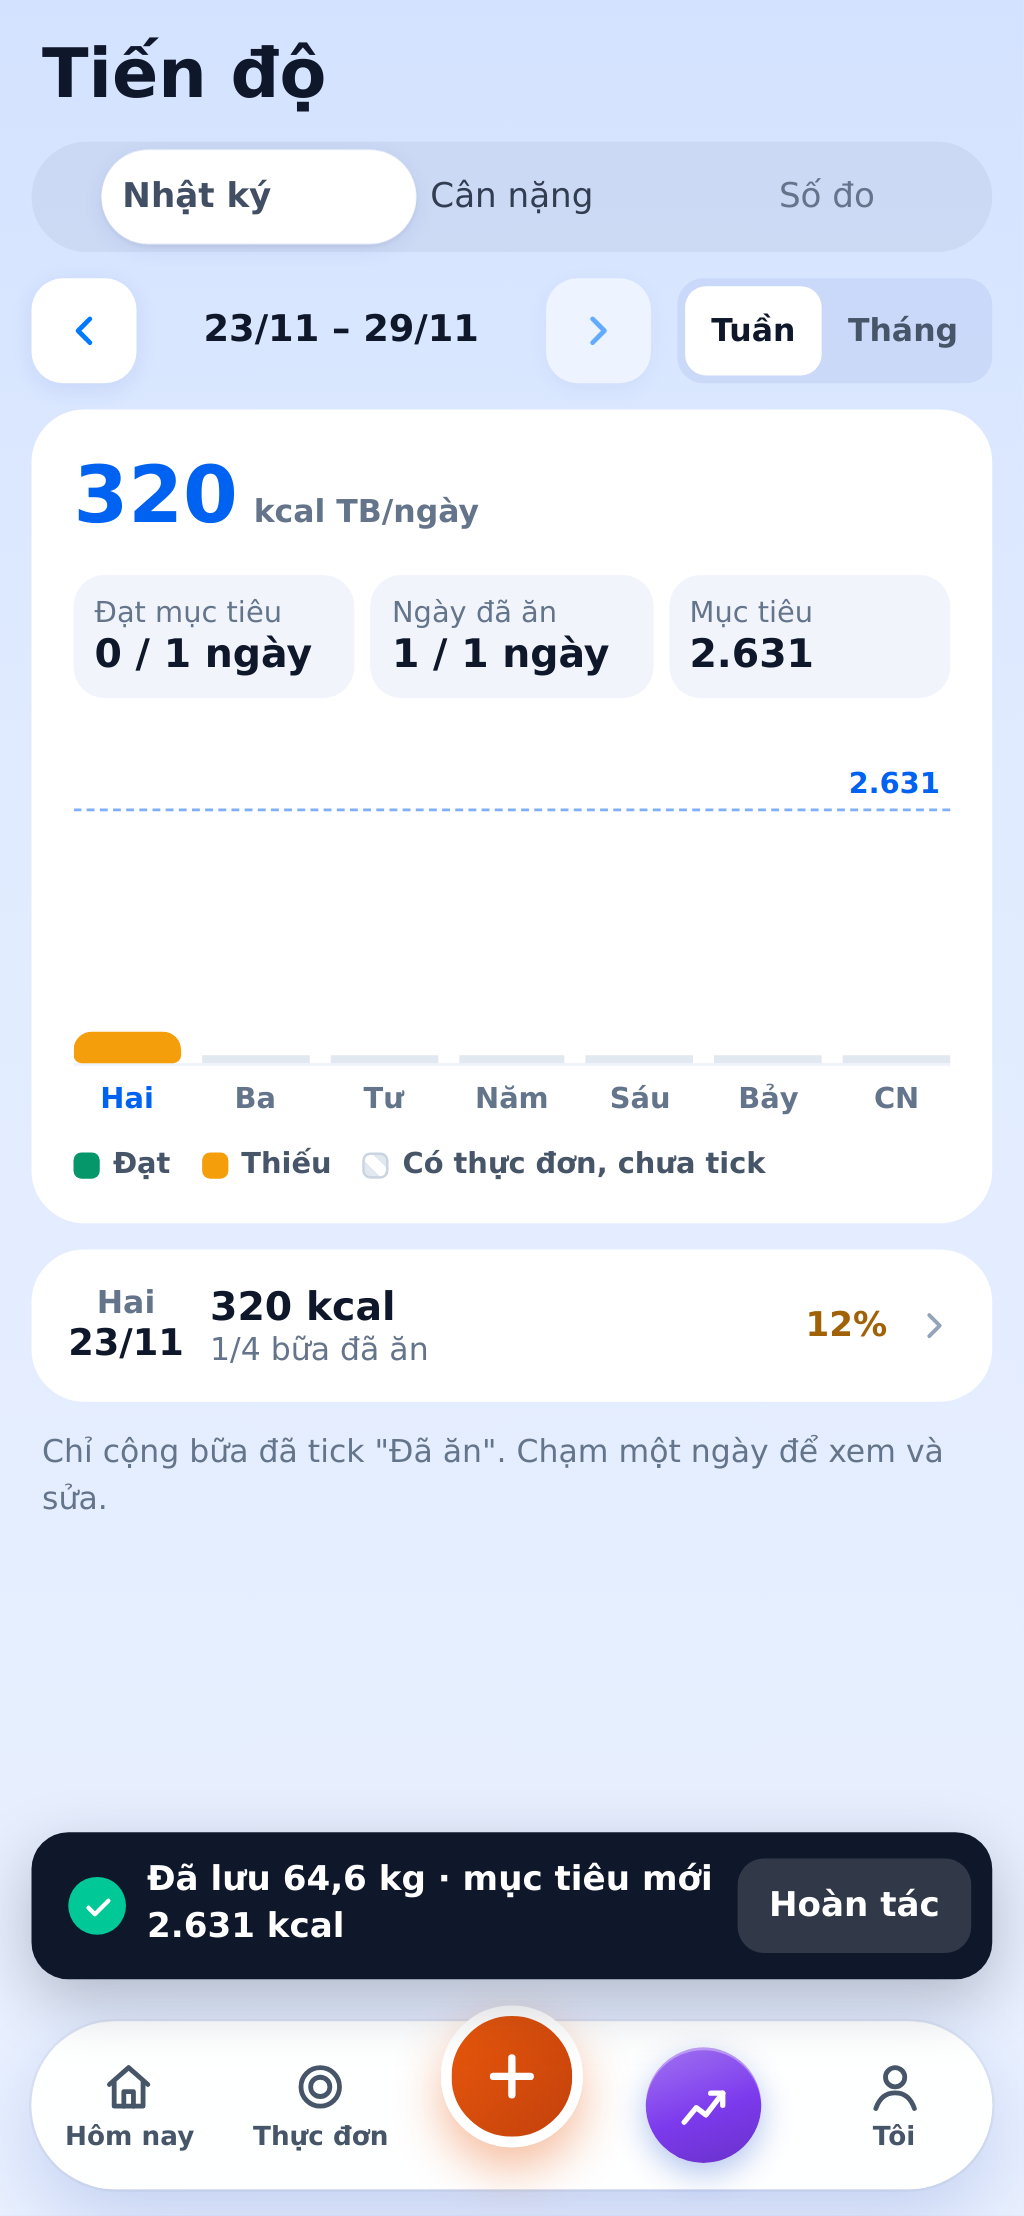 Tiến độ
Nhật ký
Cân nặng
Số đo
23/11 – 29/11
Tuần
Tháng
320 kcal TB/ngày
Đạt mục tiêu
0 / 1 ngày
Ngày đã ăn
1 / 1 ngày
Mục tiêu
2.631
2.631
Hai Ba Tư Năm Sáu Bảy CN
Đạt Thiếu Có thực đơn, chưa tick
Hai
23/11
320 kcal
1/4 bữa đã ăn
12%
Chỉ cộng bữa đã tick "Đã ăn". Chạm một ngày để xem và
sửa.
Đã lưu 64,6 kg · mục tiêu mới
2.631 kcal
Hoàn tác
Hôm nay
Thực đơn
Tôi